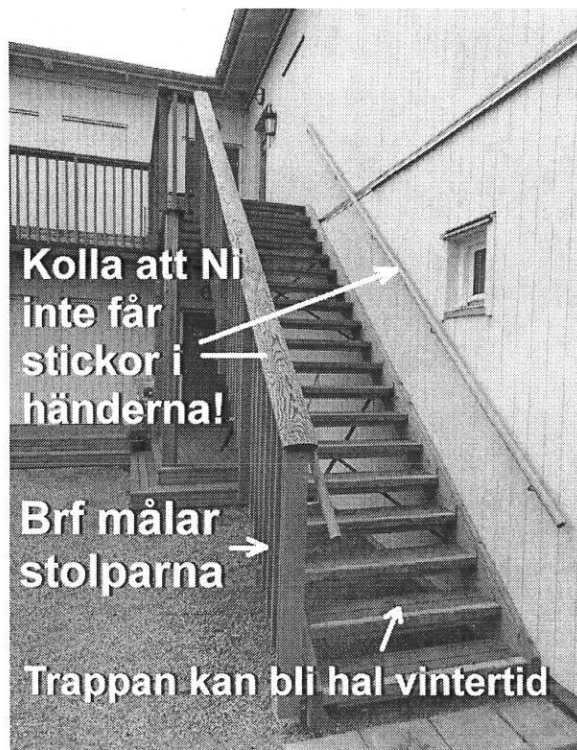 Kolla att Ni
inte får
stickor i
händerna!
Brf målar
stolparna
Trappan kan bli hal vintertid